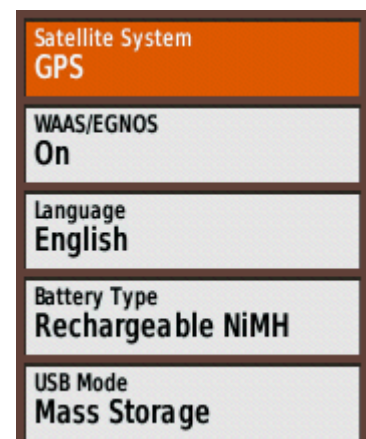 Satellite System
GPS
WAAS/EGNOS
On
Language
English
Battery Type
Rechargeable NiMH
USB Mode
Mass Storage